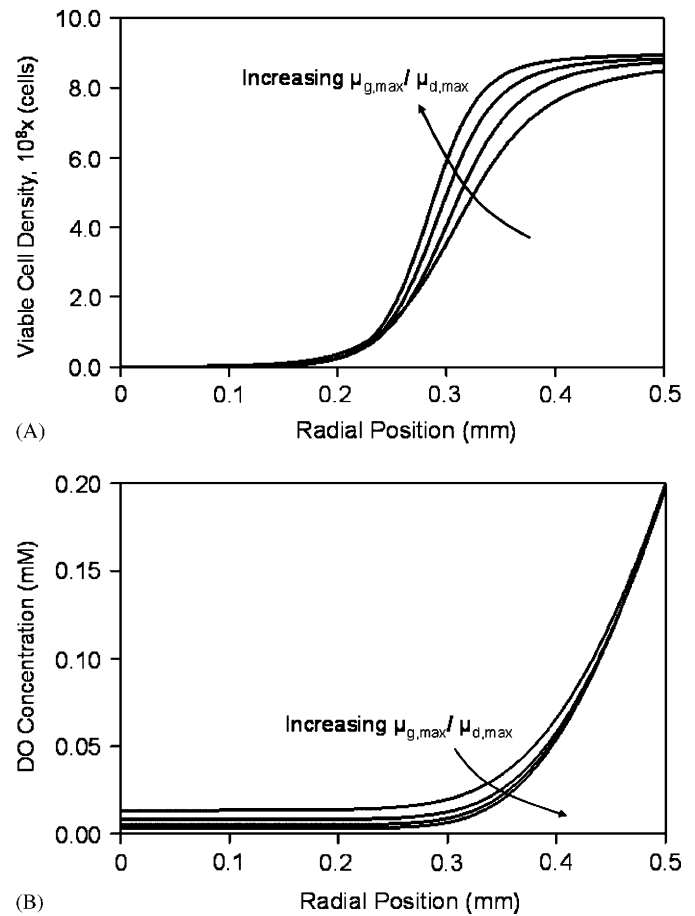 10.0
Increasing μg,max/ μd,max
8.0
6.0
4.0
2.0
0.0
Viable Cell Density, 10⁸x (cells)
0 0.1 0.2 0.3 0.4 0.5
(A) Radial Position (mm)
0.20
0.15
0.10
Increasing μg,max/ μd,max
0.05
0.00
DO Concentration (mM)
0 0.1 0.2 0.3 0.4 0.5
(B) Radial Position (mm)